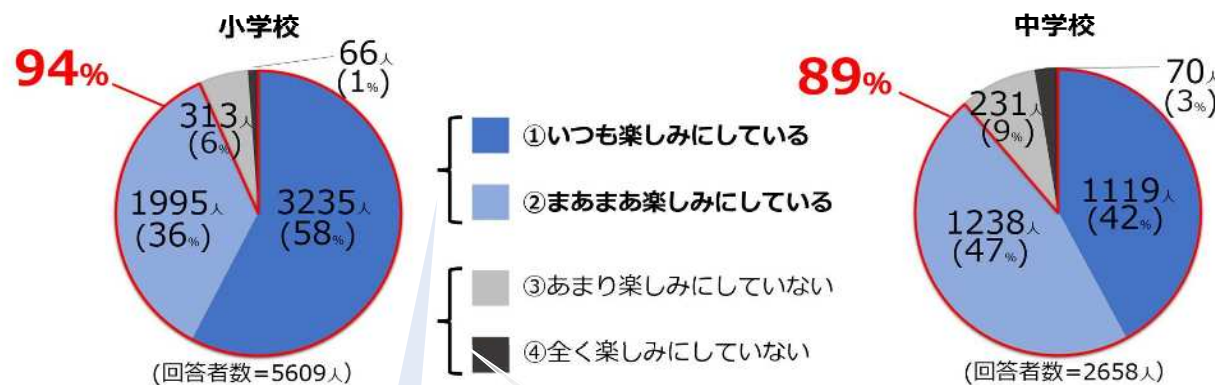 小学校
94%
66人
(1%)
313人
(6%)
1995人
(36%)
3235人
(58%)
(回答者数=5609人)
①いつも楽しみにしている
②まあまあ楽しみにしている
③あまり楽しみにしていない
④全く楽しみにしていない
中学校
89%
70人
(3%)
231人
(9%)
1119人
(42%)
1238人
(47%)
(回答者数=2658人)